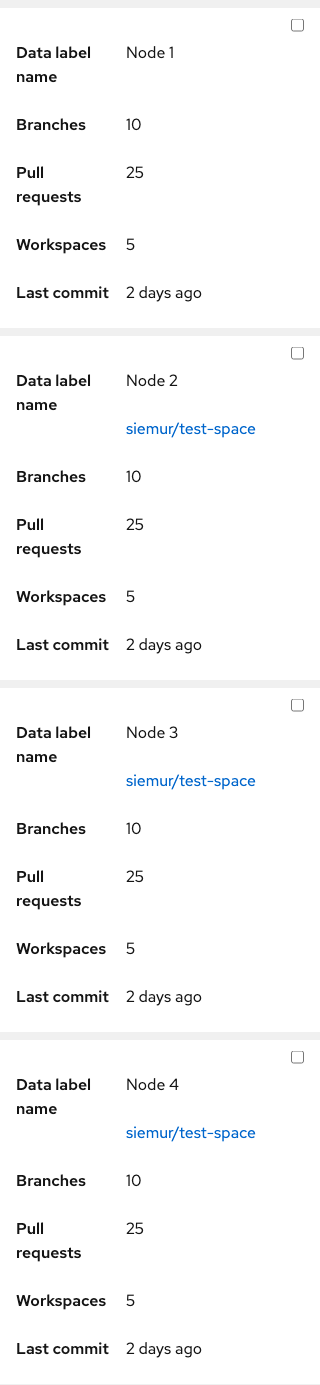 Data label name Node 1
Branches 10
Pull requests 25
Workspaces 5
Last commit 2 days ago
Data label name Node 2
siemur/test-space
Branches 10
Pull requests 25
Workspaces 5
Last commit 2 days ago
Data label name Node 3
siemur/test-space
Branches 10
Pull requests 25
Workspaces 5
Last commit 2 days ago
Data label name Node 4
siemur/test-space
Branches 10
Pull requests 25
Workspaces 5
Last commit 2 days ago